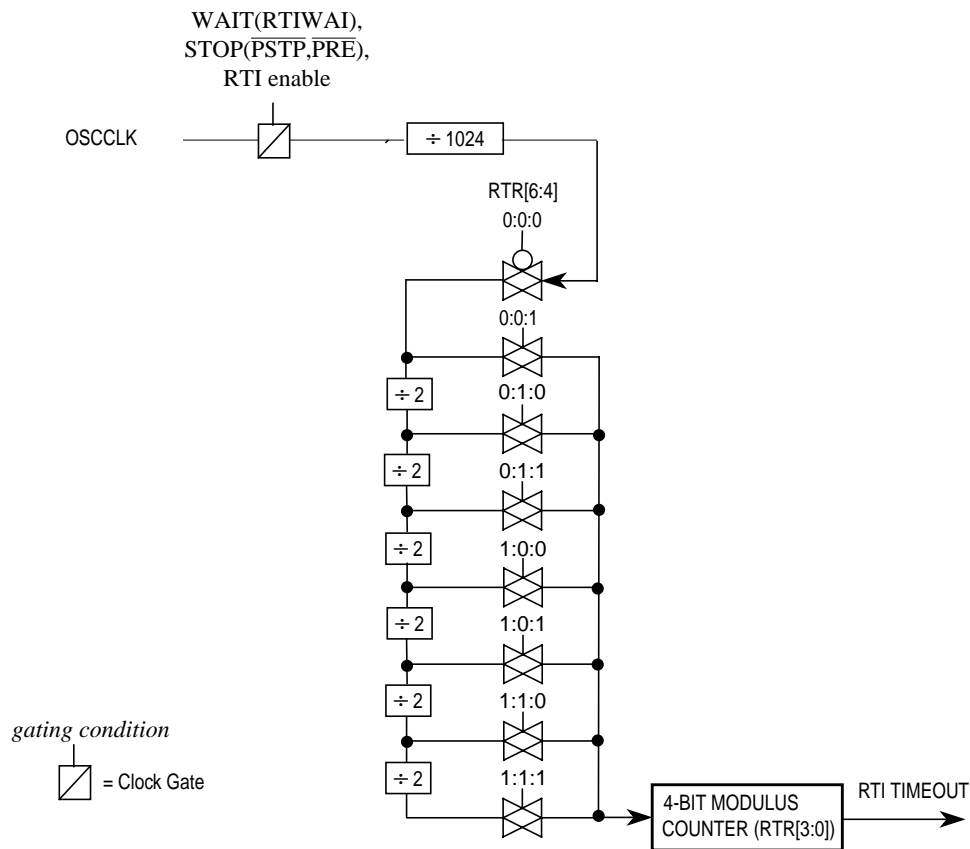 WAIT(RTIWAI),
STOP(PSTP,PRE),
RTI enable
OSCCLK
÷ 1024
RTR[6:4]
0:0:0
0:0:1
÷ 2
0:1:0
÷ 2
0:1:1
÷ 2
1:0:0
÷ 2
1:0:1
÷ 2
1:1:0
÷ 2
1:1:1
gating condition
= Clock Gate
4-BIT MODULUS
COUNTER (RTR[3:0])
RTI TIMEOUT